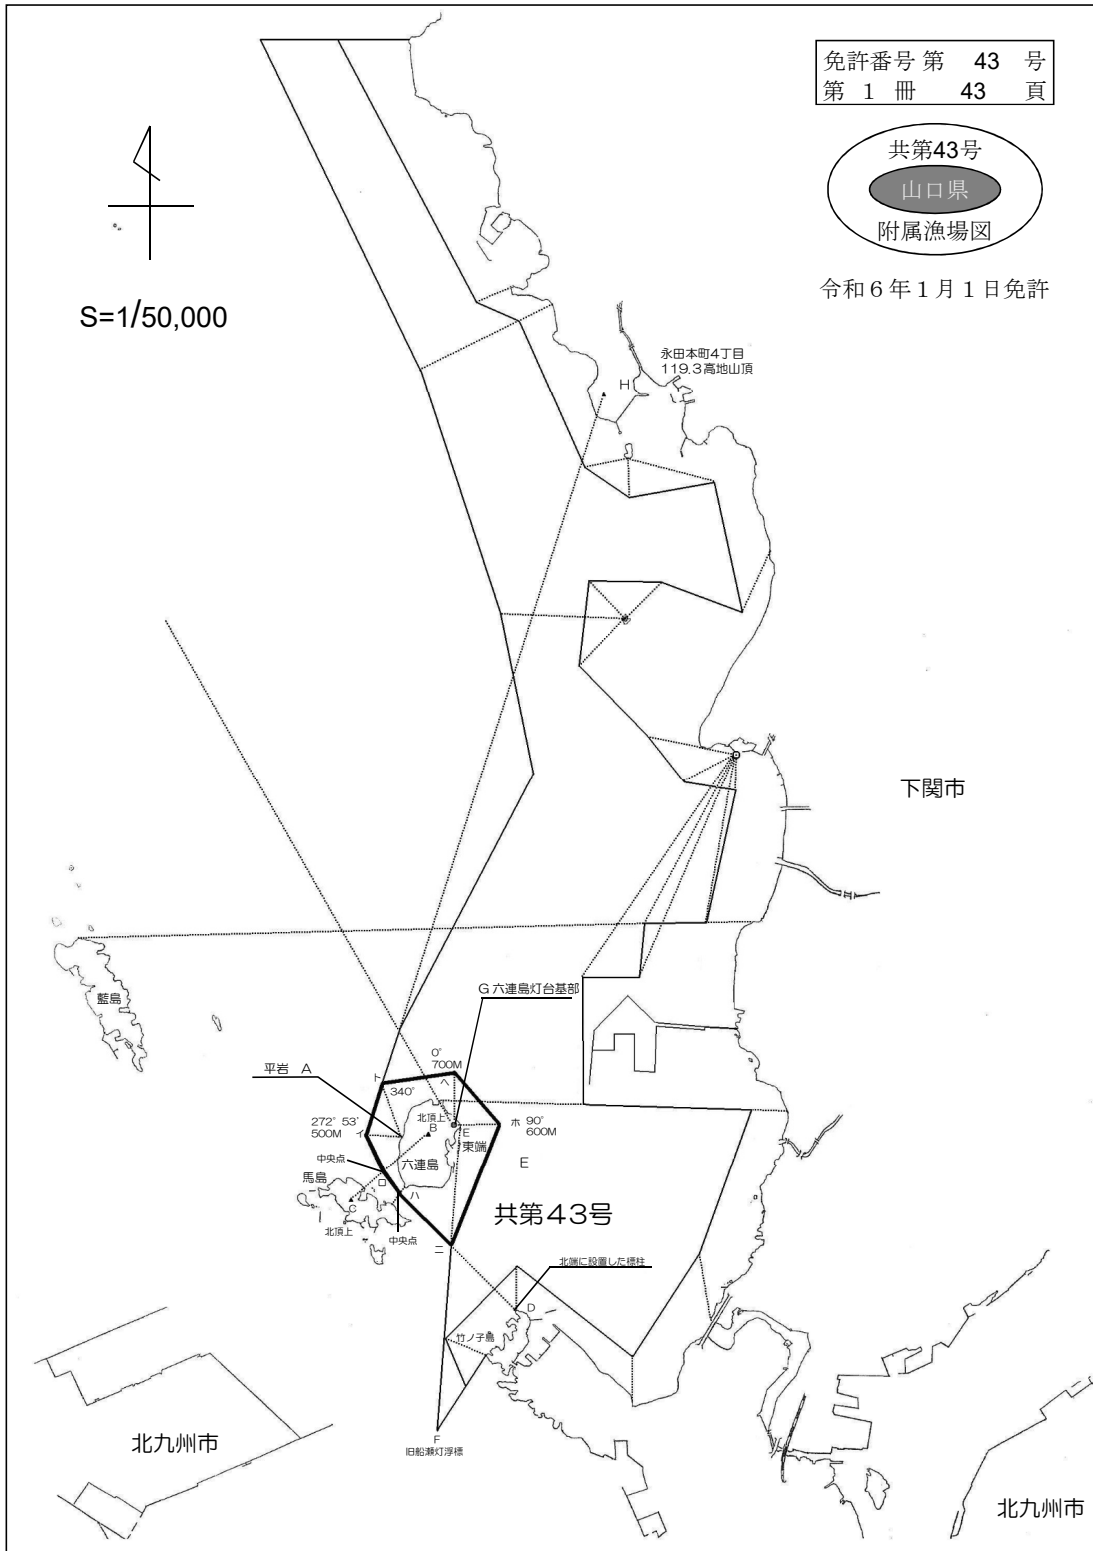 免許番号 第 43 号
第 1 冊 43 頁
共第43号
山口県
附属漁場図
令和6年1月1日免許
S=1/50,000
永田本町4丁目
119.3高地山頂
H
下関市
藍島
G 六連島灯台基部
平岩 A
0°
700M
ヘ
ト
340°
北頂上
B
E
東端
ホ 90°
600M
272° 53′
500M
イ
六連島
E
中央点
馬島
ロ
ハ
C
北頂上
中央点
共第43号
ニ
北端に設置した標柱
D
竹ノ子島
F
旧船瀬灯浮標
北九州市
北九州市